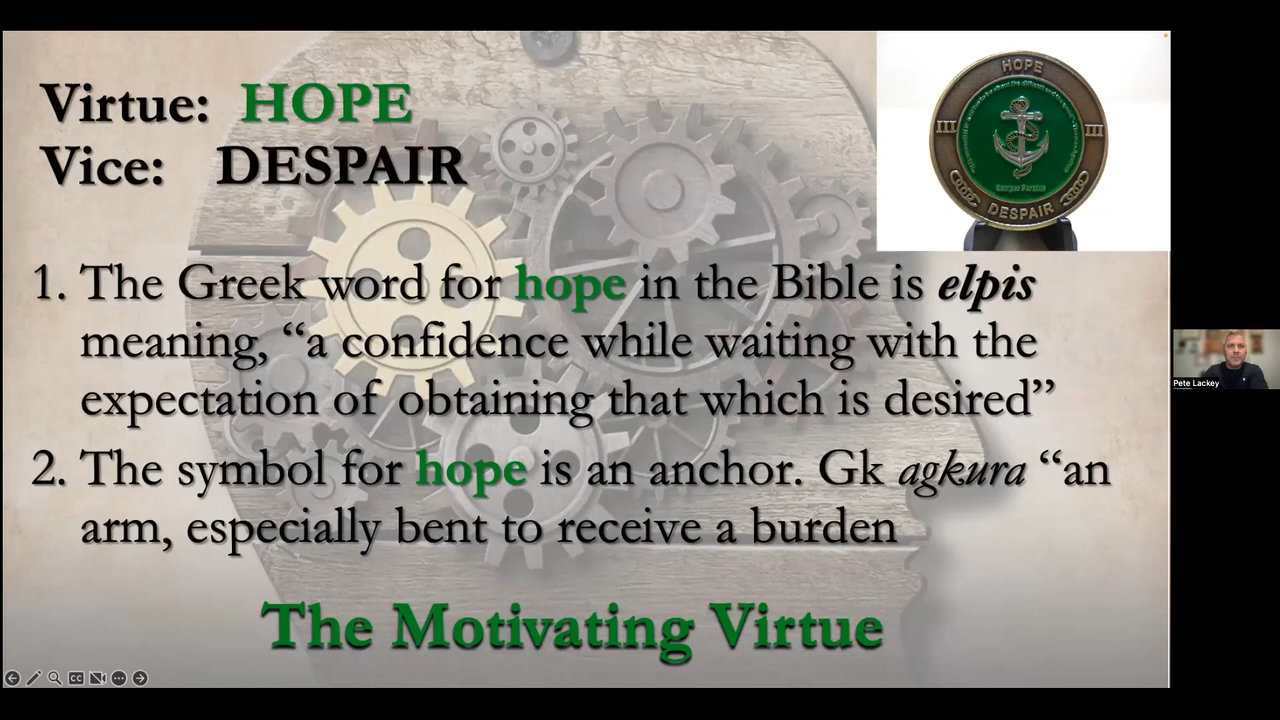 Virtue: HOPE
Vice: DESPAIR
HOPE
III
III
Semper Porsius
DESPAIR
1. The Greek word for hope in the Bible is elpis
meaning, “a confidence while waiting with the
expectation of obtaining that which is desired”
2. The symbol for hope is an anchor. Gk agkura “an
arm, especially bent to receive a burden
The Motivating Virtue
CC
Pete Lackey